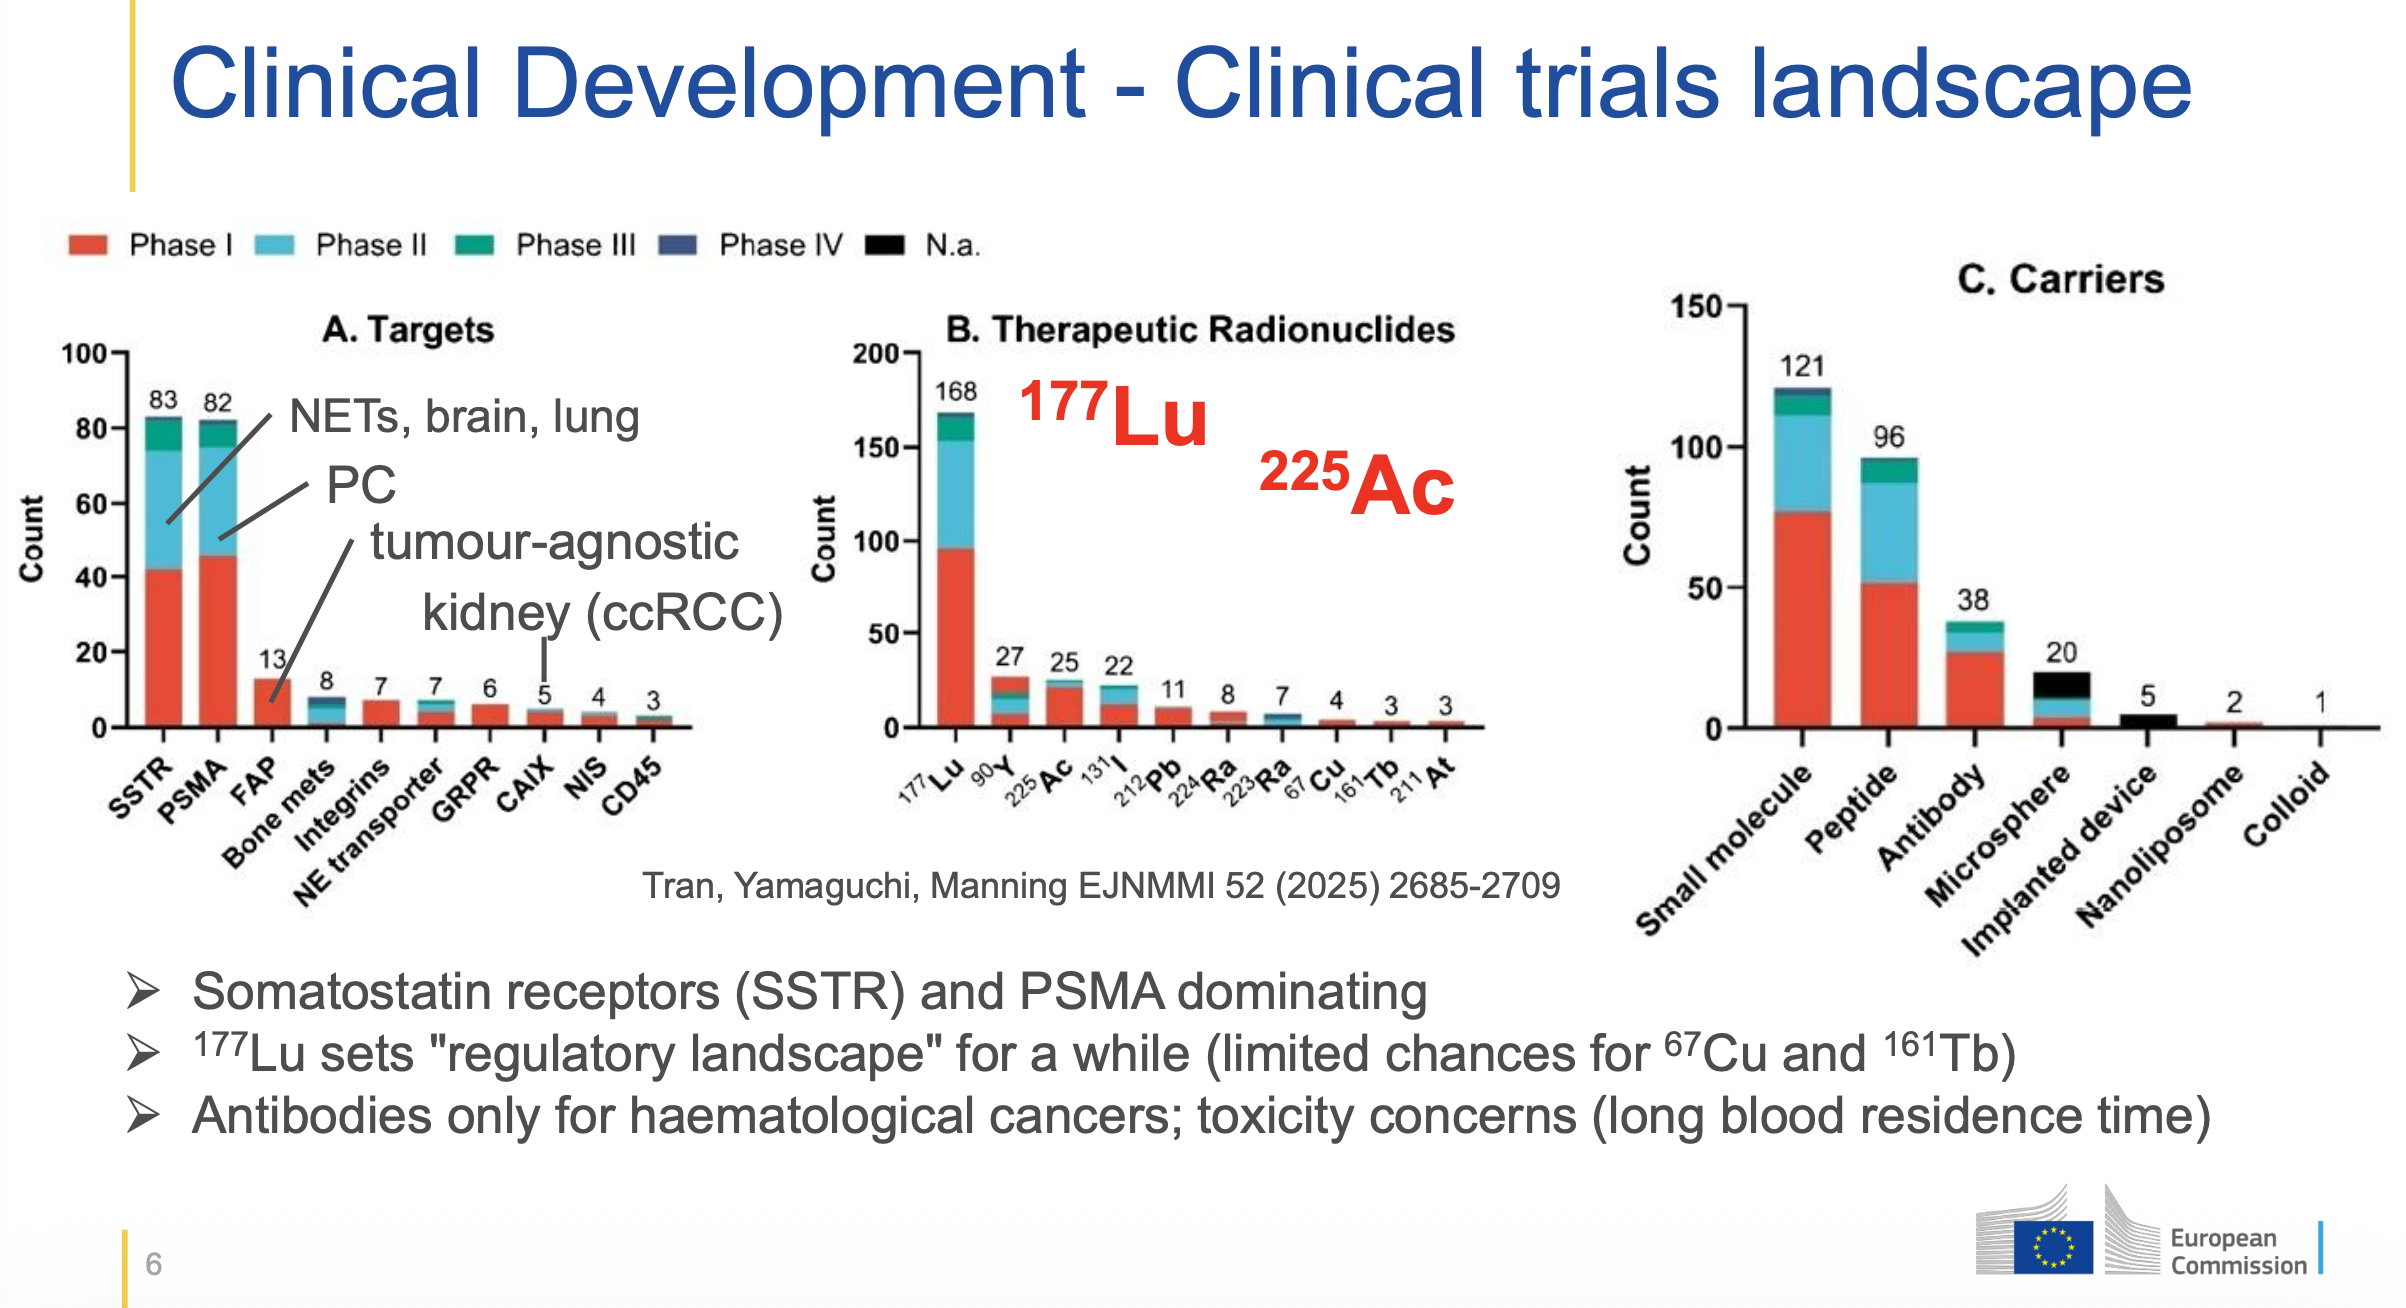 Clinical Development - Clinical trials landscape
Phase I Phase II Phase III Phase IV N.a.
A. Targets
Count
100
80
60
40
20
0
83 82 13 8 7 7 6 5 4 3
NETs, brain, lung
PC
tumour-agnostic
kidney (ccRCC)
SSTR PSMA FAP Bone mets Integrins NE transporter GRPR CAIX NIS CD45
B. Therapeutic Radionuclides
Count
200
150
100
50
0
168 27 25 22 11 8 7 4 3 3
¹⁷⁷Lu
²²⁵Ac
¹⁷⁷Lu ⁹⁰Y ²²⁵Ac ¹³¹I ²¹²Pb ²²⁴Ra ²²³Ra ⁶⁷Cu ¹⁶¹Tb ²¹¹At
C. Carriers
Count
150
100
50
0
121 96 38 20 5 2 1
Small molecule Peptide Antibody Microsphere Implanted device Nanoliposome Colloid
Tran, Yamaguchi, Manning EJNMMI 52 (2025) 2685-2709
➢ Somatostatin receptors (SSTR) and PSMA dominating
➢ ¹⁷⁷Lu sets "regulatory landscape" for a while (limited chances for ⁶⁷Cu and ¹⁶¹Tb)
➢ Antibodies only for haematological cancers; toxicity concerns (long blood residence time)
6
European
Commission